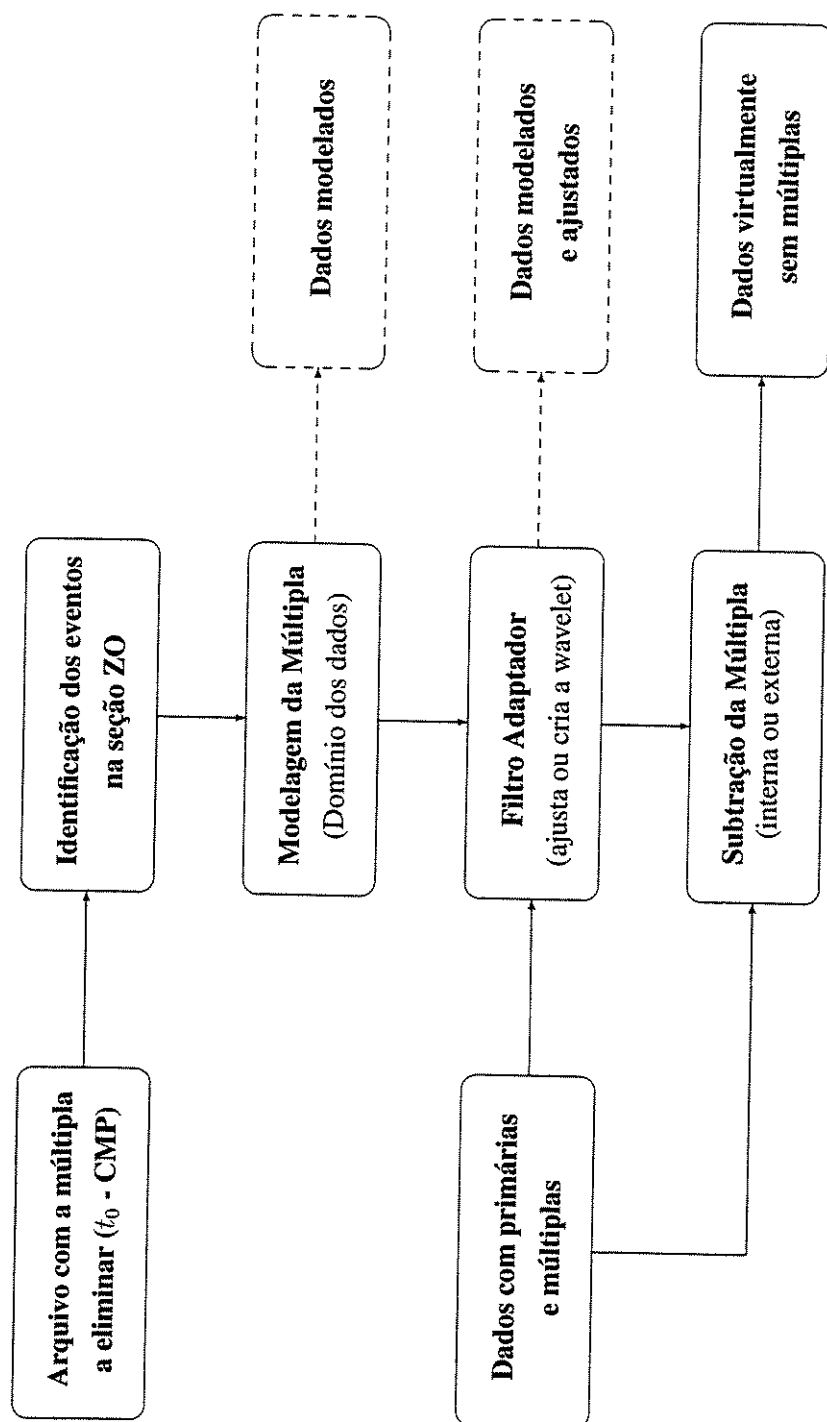 Arquivo com a múltipla
a eliminar (t₀ - CMP)
Identificação dos eventos
na seção ZO
Modelagem da Múltipla
(Domínio dos dados)
Dados modelados
Dados com primárias
e múltiplas
Filtro Adaptador
(ajusta ou cria a wavelet)
Dados modelados
e ajustados
Subtração da Múltipla
(interna ou externa)
Dados virtualmente
sem múltiplas